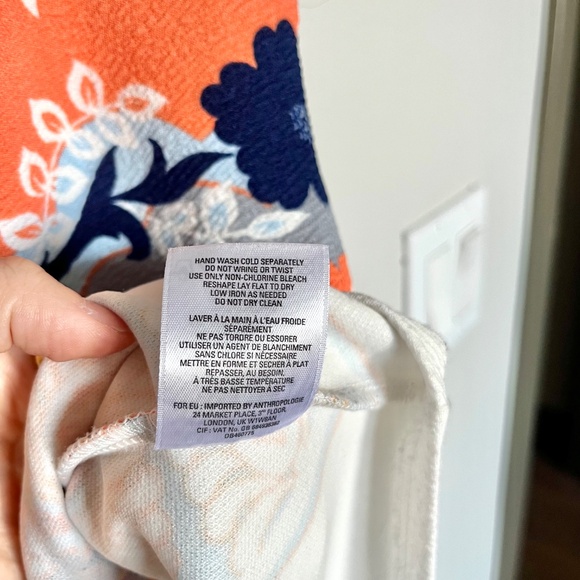 HAND WASH COLD SEPARATELY
DO NOT WRING OR TWIST
USE ONLY NON-CHLORINE BLEACH
RESHAPE LAY FLAT TO DRY
LOW IRON AS NEEDED
DO NOT DRY CLEAN
LAVER À LA MAIN À L'EAU FROIDE
SÉPARÉMENT
NE PAS TORDRE OU ESSORER
UTILISER UN AGENT DE BLANCHIMENT
SANS CHLORE SI NÉCESSAIRE
METTRE EN FORME ET SÉCHER À PLAT
REPASSER, AU BESOIN,
À TRÈS BASSE TEMPÉRATURE
NE PAS NETTOYER À SEC
FOR EU : IMPORTED BY ANTHROPOLOGIE
24 MARKET PLACE, 3RD FLOOR,
LONDON, UK W1W8AN
CIF : VAT No. GB